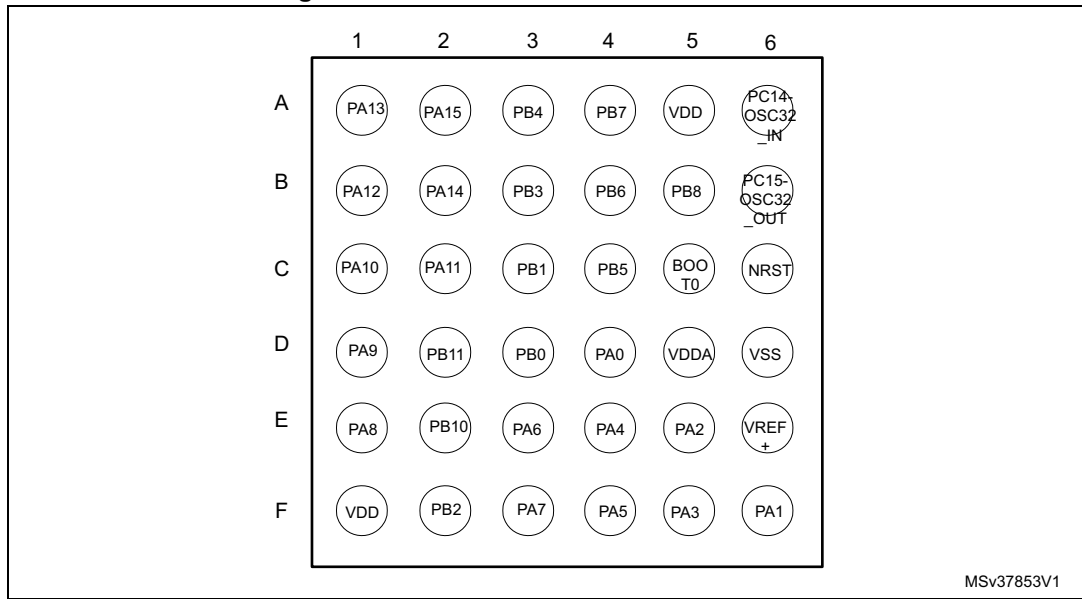 g
1 2 3 4 5 6
A PA13 PA15 PB4 PB7 VDD PC14-
OSC32
_IN
B PA12 PA14 PB3 PB6 PB8 PC15-
OSC32
_OUT
C PA10 PA11 PB1 PB5 BOO
T0 NRST
D PA9 PB11 PB0 PA0 VDDA VSS
E PA8 PB10 PA6 PA4 PA2 VREF
+
F VDD PB2 PA7 PA5 PA3 PA1
MSv37853V1